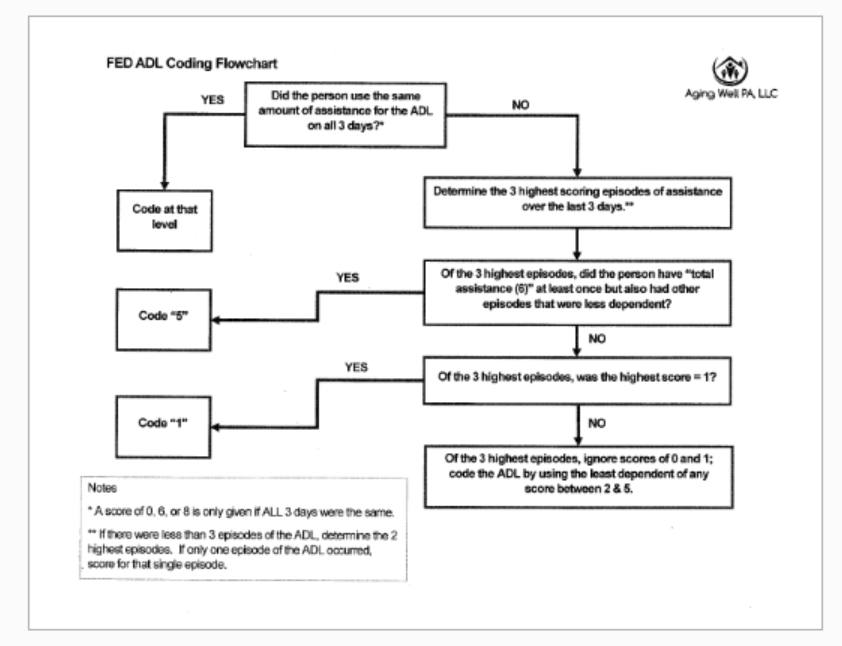 FED ADL Coding Flowchart
Aging Well PA, LLC
YES
Did the person use the same
amount of assistance for the ADL
on all 3 days?*
NO
Code at that
level
Determine the 3 highest scoring episodes of assistance
over the last 3 days.**
YES
Of the 3 highest episodes, did the person have "total
assistance (6)" at least once but also had other
episodes that were less dependent?
Code "5"
NO
YES
Of the 3 highest episodes, was the highest score = 1?
Code "1"
NO
Of the 3 highest episodes, ignore scores of 0 and 1;
code the ADL by using the least dependent of any
score between 2 & 5.
Notes
* A score of 0, 6, or 8 is only given if ALL 3 days were the same.
** If there were less than 3 episodes of the ADL, determine the 2
highest episodes. If only one episode of the ADL occurred,
score for that single episode.